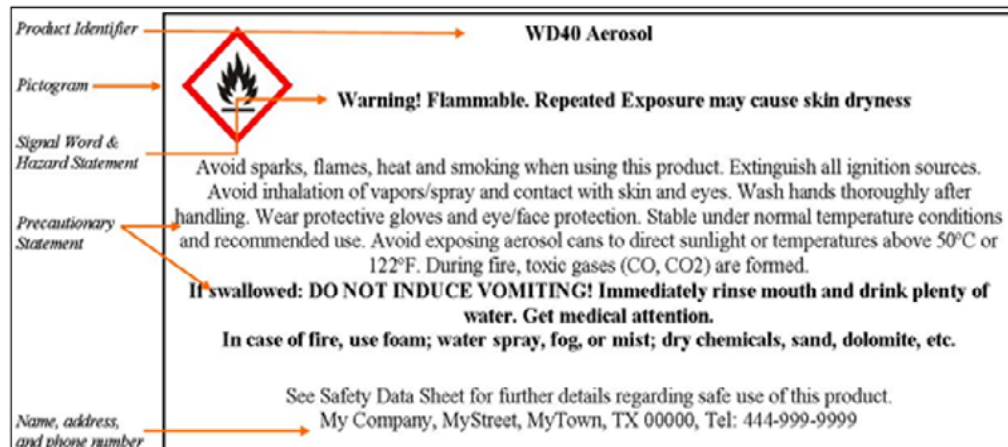 Product Identifier
WD40 Aerosol
Pictogram
Warning! Flammable. Repeated Exposure may cause skin dryness
Signal Word &
Hazard Statement
Avoid sparks, flames, heat and smoking when using this product. Extinguish all ignition sources.
Avoid inhalation of vapors/spray and contact with skin and eyes. Wash hands thoroughly after
handling. Wear protective gloves and eye/face protection. Stable under normal temperature conditions
and recommended use. Avoid exposing aerosol cans to direct sunlight or temperatures above 50°C or
122°F. During fire, toxic gases (CO, CO2) are formed.
Precautionary
Statement
If swallowed: DO NOT INDUCE VOMITING! Immediately rinse mouth and drink plenty of
water. Get medical attention.
In case of fire, use foam; water spray, fog, or mist; dry chemicals, sand, dolomite, etc.
See Safety Data Sheet for further details regarding safe use of this product.
My Company, MyStreet, MyTown, TX 00000, Tel: 444-999-9999
Name, address,
and phone number